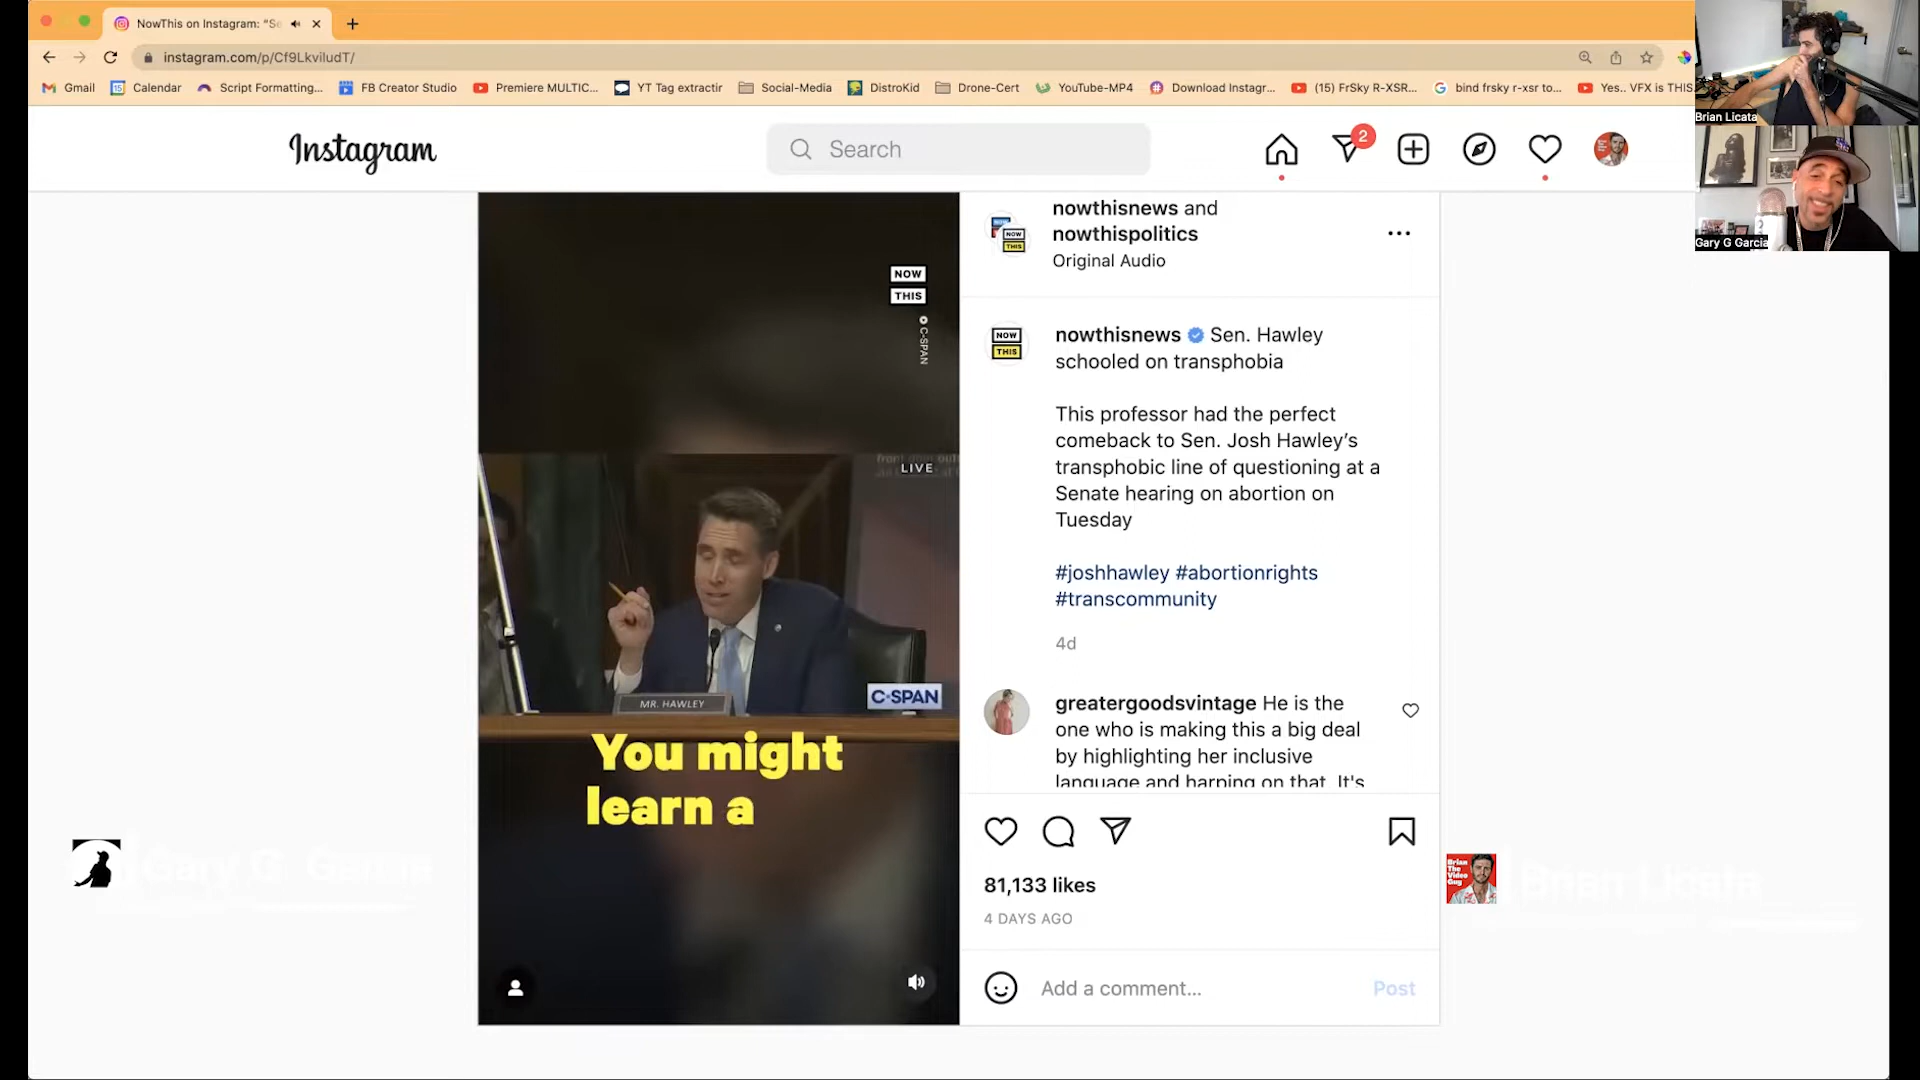 NowThis on Instagram: “Se
instagram.com/p/Cf9LkviludT/
Gmail
15
Calendar
Script Formatting...
FB Creator Studio
Premiere MULTIC...
YT Tag extractir
Social-Media
DistroKid
Drone-Cert
YouTube-MP4
Download Instagr...
(15) FrSky R-XSR...
bind frsky r-xsr to...
Yes.. VFX is THIS
Brian Licata
Gary G Garcia
Instagram
Search
2
NOW
THIS
C-SPAN
LIVE
MR. HAWLEY
C-SPAN
You might
learn a
nowthisnews and
nowthispolitics
Original Audio
NOW
THIS
nowthisnews Sen. Hawley
schooled on transphobia
This professor had the perfect
comeback to Sen. Josh Hawley’s
transphobic line of questioning at a
Senate hearing on abortion on
Tuesday
#joshhawley #abortionrights
#transcommunity
4d
greatergoodsvintage He is the
one who is making this a big deal
by highlighting her inclusive
language and harping on that. It's
81,133 likes
4 DAYS AGO
Add a comment...
Post
Gary G. Garcia
Brian
The Video
Guy
Brian Licata